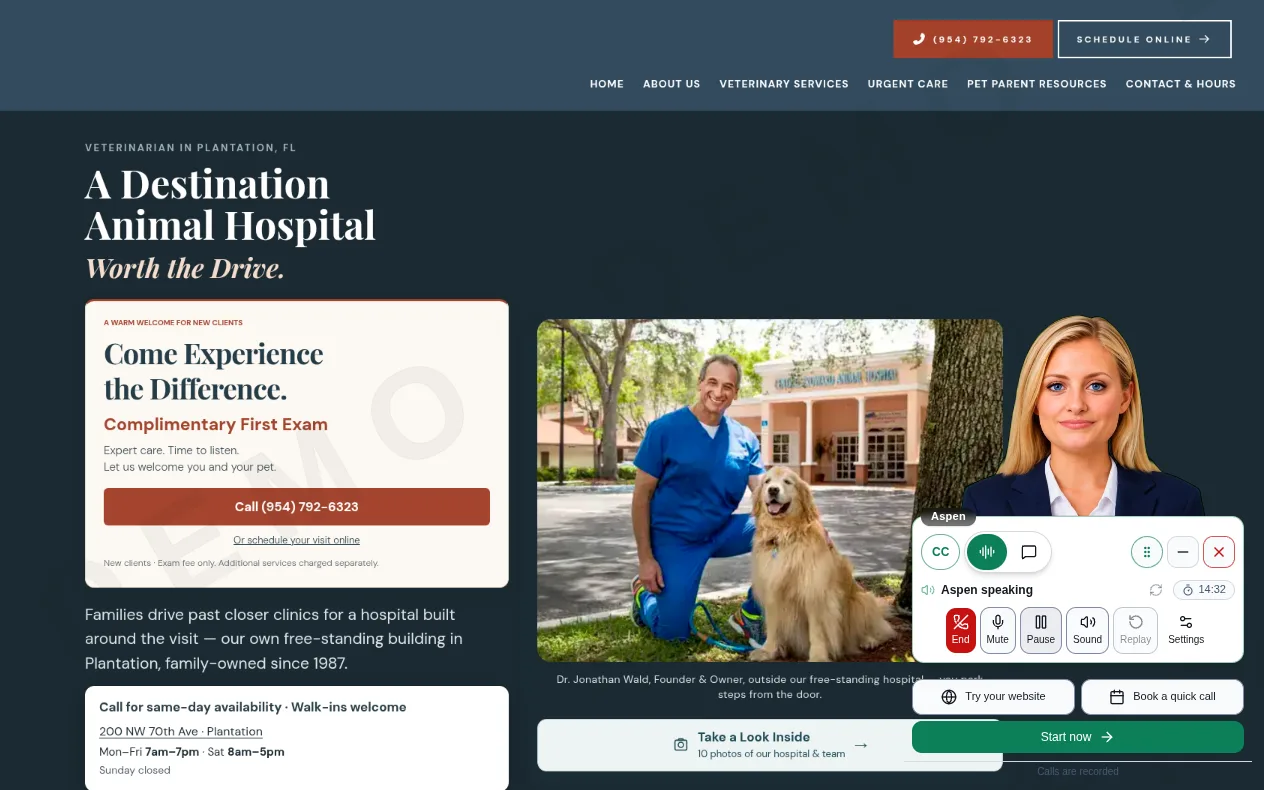 (954) 792-6323
SCHEDULE ONLINE →
HOME
ABOUT US
VETERINARY SERVICES
URGENT CARE
PET PARENT RESOURCES
CONTACT & HOURS
VETERINARIAN IN PLANTATION, FL
A Destination
Animal Hospital
Worth the Drive.
A WARM WELCOME FOR NEW CLIENTS
Come Experience
the Difference.
Complimentary First Exam
Expert care. Time to listen.
Let us welcome you and your pet.
Call (954) 792-6323
Or schedule your visit online
New clients · Exam fee only. Additional services charged separately.
DEMO
Families drive past closer clinics for a hospital built
around the visit — our own free-standing building in
Plantation, family-owned since 1987.
Call for same-day availability · Walk-ins welcome
200 NW 70th Ave · Plantation
Mon–Fri 7am–7pm · Sat 8am–5pm
Sunday closed
Dr. Jonathan Wald, Founder & Owner, outside our free-standing hospital — you park
steps from the door.
Take a Look Inside
10 photos of our hospital & team →
Aspen
CC
Aspen speaking
14:32
End
Mute
Pause
Sound
Replay
Settings
Try your website
Book a quick call
Start now →
Calls are recorded